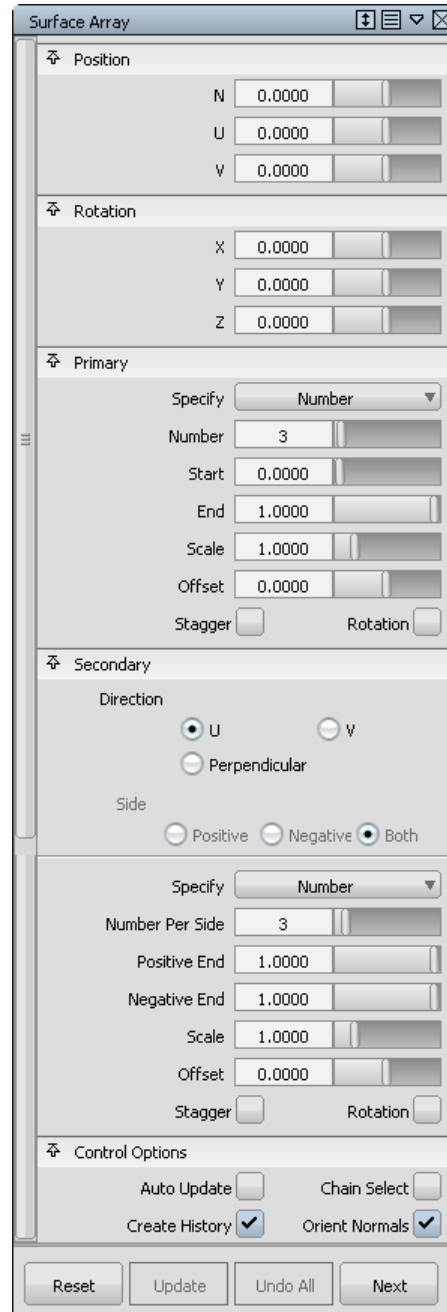 Surface Array
Position
N 0.0000
U 0.0000
V 0.0000
Rotation
X 0.0000
Y 0.0000
Z 0.0000
Primary
Specify Number
Number 3
Start 0.0000
End 1.0000
Scale 1.0000
Offset 0.0000
Stagger Rotation
Secondary
Direction
U V
Perpendicular
Side
Positive Negative Both
Specify Number
Number Per Side 3
Positive End 1.0000
Negative End 1.0000
Scale 1.0000
Offset 0.0000
Stagger Rotation
Control Options
Auto Update Chain Select
Create History Orient Normals
Reset Update Undo All Next